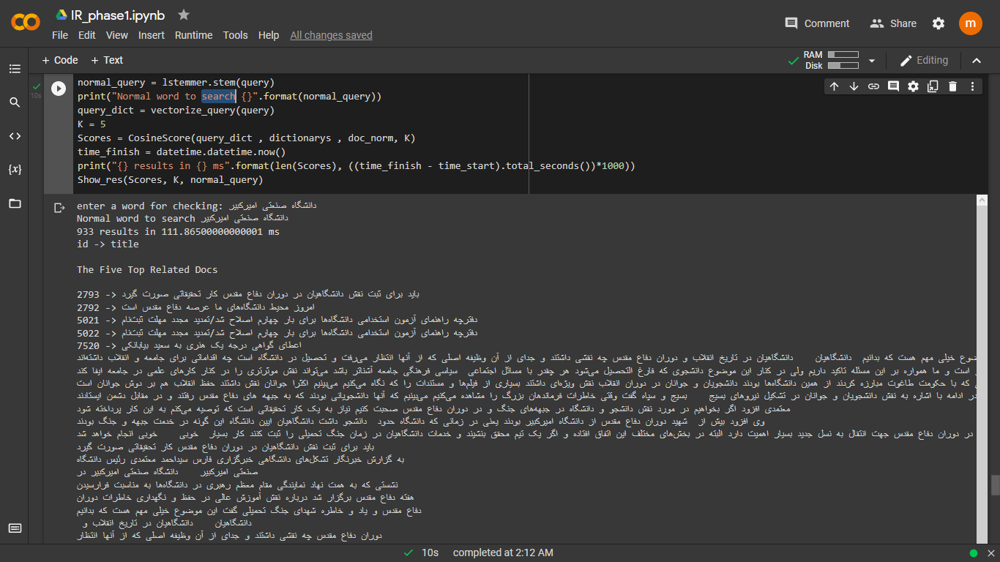 IR_phase1.ipynb
File Edit View Insert Runtime Tools Help All changes saved
Comment Share m
+ Code + Text
RAM
Disk
Editing
10s
normal_query = lstemmer.stem(query)
print("Normal word to search {}".format(normal_query))
query_dict = vectorize_query(query)
K = 5
Scores = CosineScore(query_dict , dictionarys , doc_norm, K)
time_finish = datetime.datetime.now()
print("{} results in {} ms".format(len(Scores), ((time_finish - time_start).total_seconds())*1000))
Show_res(Scores, K, normal_query)
enter a word for checking: دانشگاه صنعتی امیرکبیر
Normal word to search دانشگاه صنعتی امیرکبیر
933 results in 111.86500000000001 ms
id -> title
The Five Top Related Docs
2793 -> باید برای ثبت نقش دانشگاهیان در دوران دفاع مقدس کار تحقیقاتی صورت گیرد
2792 -> امروز محیط دانشگاه‌های ما عرصه دفاع مقدس است
5021 -> دفترچه راهنمای آزمون استخدامی دانشگاه‌ها برای بار چهارم اصلاح شد/تمدید مجدد مهلت ثبت‌نام
5022 -> دفترچه راهنمای آزمون استخدامی دانشگاه‌ها برای بار چهارم اصلاح شد/تمدید مجدد مهلت ثبت‌نام
7520 -> اعطای گواهی درجه یک هنری به سعید بیابانکی
خیلی مهم هست که بدانیم دانشگاهیان دانشگاهیان در تاریخ انقلاب و دوران دفاع مقدس چه نقشی داشتند و جدای از آن وظیفه اصلی که از آنها انتظار می‌رفت و تحصیل در دانشگاه است چه اقداماتی برای جامعه و انقلاب داشته‌اند
است و ما همواره بر این مسئله تاکید داریم ولی در کنار این موضوع دانشجوی که فارغ التحصیل می‌شود هر چقدر با مسائل اجتماعی سیاسی فرهنگی جامعه آشناتر باشد می‌تواند نقش موثرتری را در کنار کارهای علمی در جامعه ایفا کند
که با حکومت طاغوت مبارزه کردند از همین دانشگاه‌ها بودند دانشجویان و جوانان در دوران انقلاب نقش ویژه‌ای داشتند بسیاری از فیلم‌ها و مستندات را که نگاه می‌کنیم می‌بینیم اکثرا جوانان نقش داشتند حفظ انقلاب هم بر دوش جوانان است
در ادامه با اشاره به نقش دانشجویان و جوانان در تشکیل نیروهای بسیج بسیج و سپاه گفت وقتی خاطرات فرماندهان بزرگ را مشاهده می‌کنیم می‌بینیم که آنها دانشجویانی بودند که به جبهه های دفاع مقدس رفتند و در مقابل دشمن ایستادند
معتمدی افزود اگر بخواهیم در مورد نقش دانشجو و دانشگاه در جبهه‌های جنگ و در دوران دفاع مقدس صحبت کنیم نیاز به یک کار تحقیقاتی است که توصیه می‌کنم به این کار پرداخته شود
وی افزود بیش از شهید دوران دفاع مقدس از دانشگاه امیرکبیر بودند یعنی در زمانی که دانشگاه حدود دانشجو داشت دانشگاهیان این دانشگاه این گونه در خدمت جبهه و جنگ بودند
در دوران دفاع مقدس جهت انتقال به نسل جدید بسیار اهمیت دارد البته در بخش‌های مختلف این اتفاق افتاده و اگر یک تیم محقق بنشیند و خدمات دانشگاهیان در زمان جنگ تحمیلی را ثبت کنند کار بسیار خوبی خوبی انجام خواهد شد
باید برای ثبت نقش دانشگاهیان در دوران دفاع مقدس کار تحقیقاتی صورت گیرد
به گزارش خبرنگار تشکل‌های دانشگاهی خبرگزاری فارس سیداحمد معتمدی رئیس دانشگاه
صنعتی امیرکبیر دانشگاه صنعتی امیرکبیر در
نشستی که به همت نهاد نمایندگی مقام معظم رهبری در دانشگاه‌ها به مناسبت فرارسیدن
هفته دفاع مقدس برگزار شد درباره نقش آموزش عالی در حفظ و نگهداری خاطرات دوران
دفاع مقدس و یاد و خاطره شهدای جنگ تحمیلی گفت این موضوع خیلی مهم هست که بدانیم
دانشگاهیان دانشگاهیان در تاریخ انقلاب و
دوران دفاع مقدس چه نقشی داشتند و جدای از آن وظیفه اصلی که از آنها انتظار
10s completed at 2:12 AM